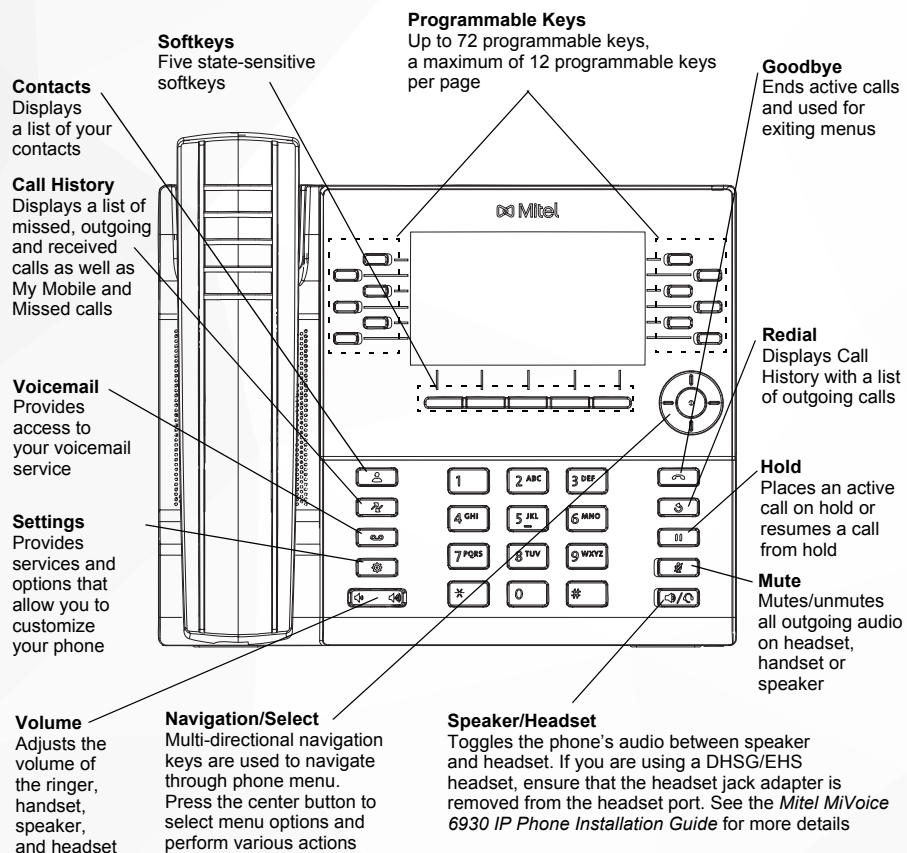 Programmable Keys
Up to 72 programmable keys,
a maximum of 12 programmable keys
per page
Softkeys
Five state-sensitive
softkeys
Goodbye
Ends active calls
and used for
exiting menus
Contacts
Displays
a list of your
contacts
Call History
Displays a list of
missed, outgoing
and received
calls as well as
My Mobile and
Missed calls
Mitel
Redial
Displays Call
History with a list
of outgoing calls
Voicemail
Provides
access to
your voicemail
service
Hold
Places an active
call on hold or
resumes a call
from hold
Settings
Provides
services and
options that
allow you to
customize
your phone
1 2 ABC 3 DEF
4 GHI 5 JKL 6 MNO
7 PQRS 8 TUV 9 WXYZ
* 0 #
Mute
Mutes/unmutes
all outgoing audio
on headset,
handset or
speaker
Volume
Adjusts the
volume of
the ringer,
handset,
speaker,
and headset
Navigation/Select
Multi-directional navigation
keys are used to navigate
through phone menu.
Press the center button to
select menu options and
perform various actions
Speaker/Headset
Toggles the phone’s audio between speaker
and headset. If you are using a DHSG/EHS
headset, ensure that the headset jack adapter is
removed from the headset port. See the Mitel MiVoice
6930 IP Phone Installation Guide for more details